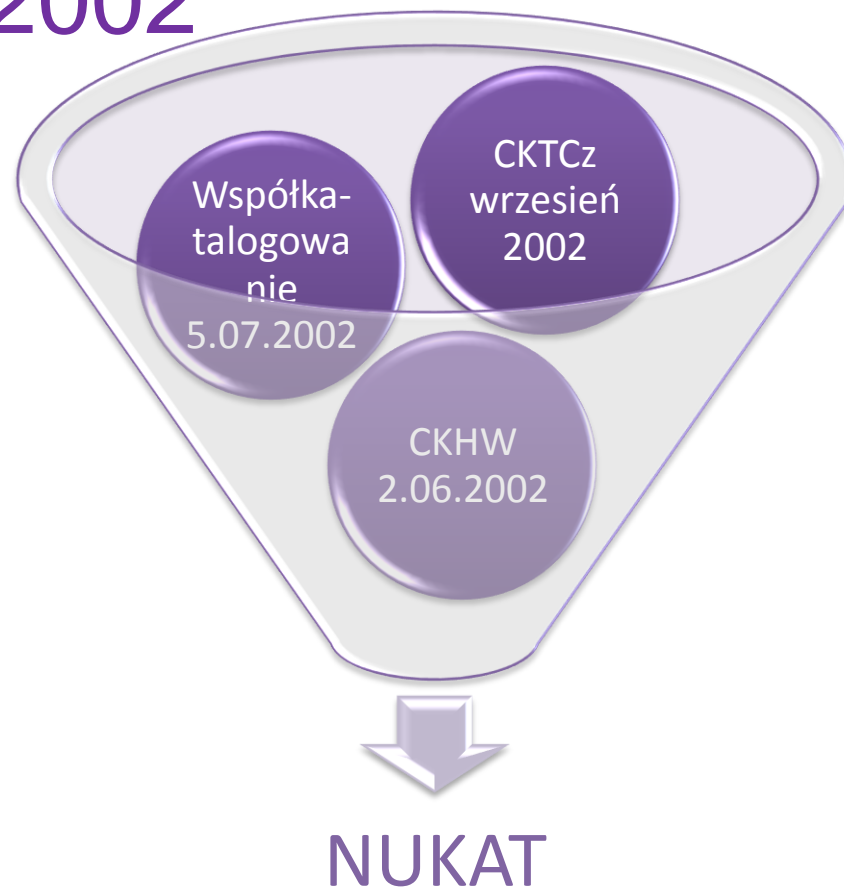 2002
CKTCz
wrzesień
2002
Współka-
talogowa
nie
5.07.2002
CKHW
2.06.2002
NUKAT